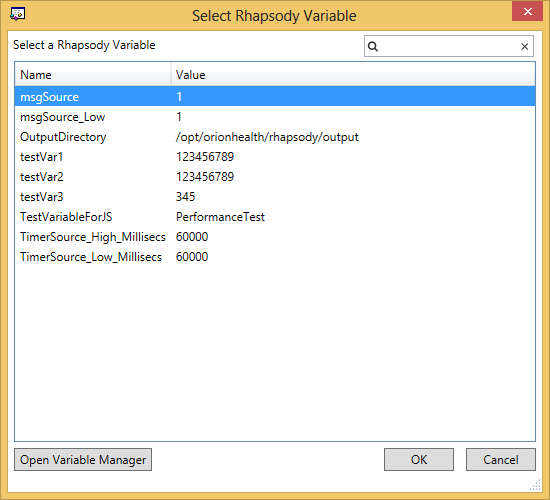 Select Rhapsody Variable
Select a Rhapsody Variable
Name Value
msgSource 1
msgSource_Low 1
OutputDirectory /opt/orionhealth/rhapsody/output
testVar1 123456789
testVar2 123456789
testVar3 345
TestVariableForJS PerformanceTest
TimerSource_High_Millisecs 60000
TimerSource_Low_Millisecs 60000
Open Variable Manager OK Cancel